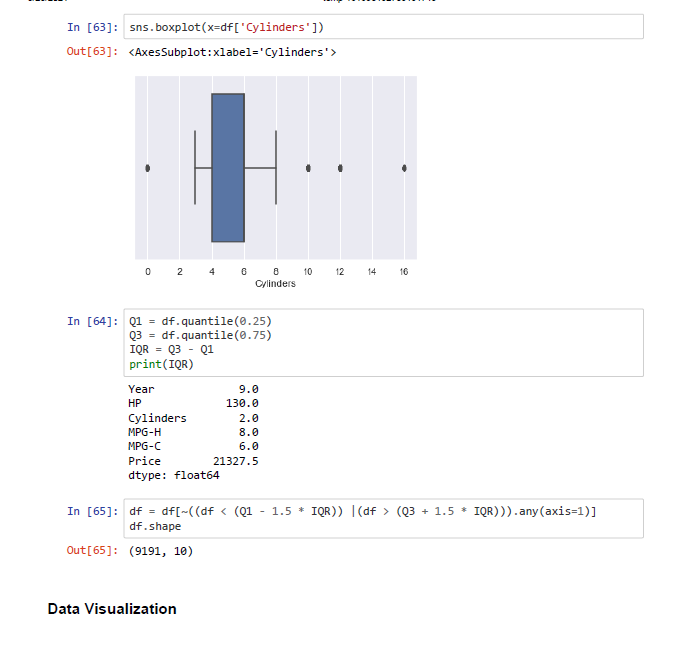 In [63]: sns.boxplot(x=df['Cylinders'])
Out[63]: <AxesSubplot:xlabel='Cylinders'>
0 2 4 6 8 10 12 14 16
Cylinders
In [64]: Q1 = df.quantile(0.25)
Q3 = df.quantile(0.75)
IQR = Q3 - Q1
print(IQR)
Year 9.0
HP 130.0
Cylinders 2.0
MPG-H 8.0
MPG-C 6.0
Price 21327.5
dtype: float64
In [65]: df = df[~((df < (Q1 - 1.5 * IQR)) |(df > (Q3 + 1.5 * IQR))).any(axis=1)]
df.shape
Out[65]: (9191, 10)
Data Visualization